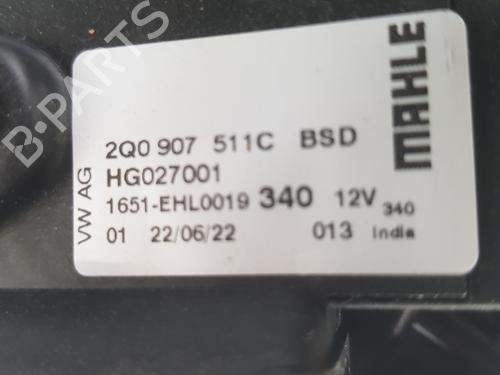 VW AG
2Q0 907 511C BSD
HG027001
1651-EHL0019 340 12V 340
01 22/06/22 013 India
MAHLE
B-PARTS